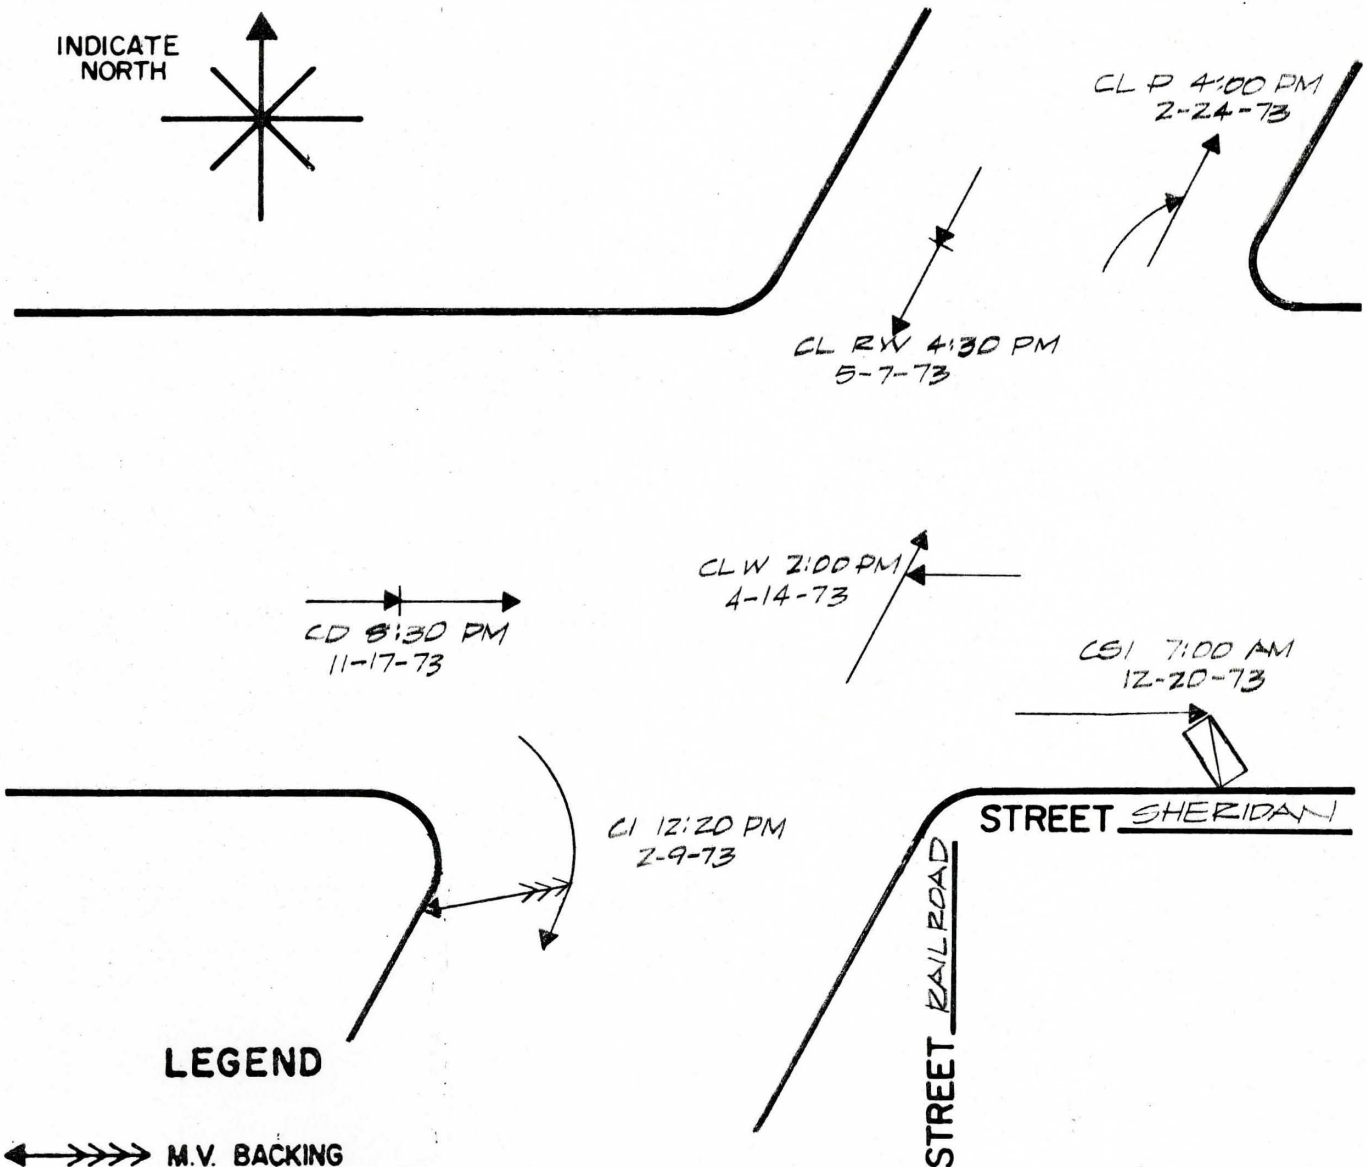 INDICATE
NORTH
CL P 4:00 PM
2-24-73
CL RW 4:30 PM
5-7-73
CLW 2:00 PM
4-14-73
CD 8:30 PM
11-17-73
CSI 7:00 AM
12-20-73
CI 12:20 PM
2-9-73
STREET SHERIDAN
STREET RAILROAD
LEGEND
M.V. BACKING